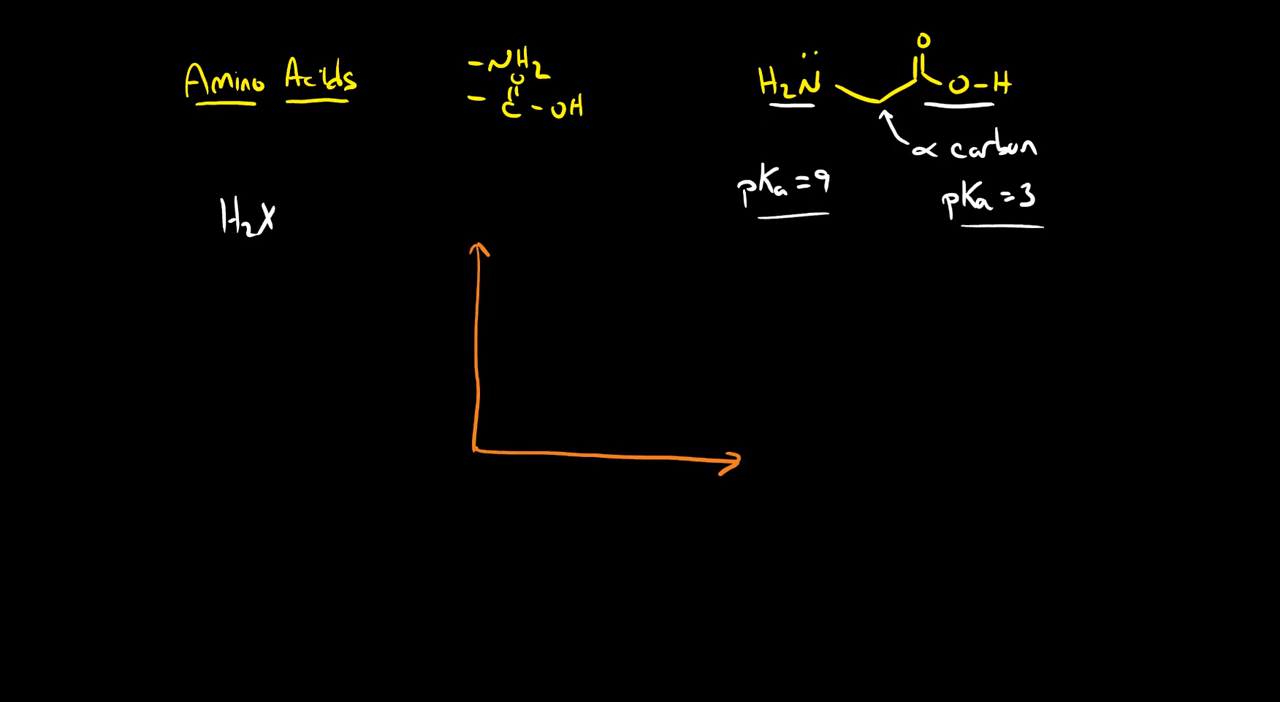 Amino Acids
-NH2
O
- C - OH
O
H2N O-H
∝ carbon
pKa = 9
pKa = 3
H2X